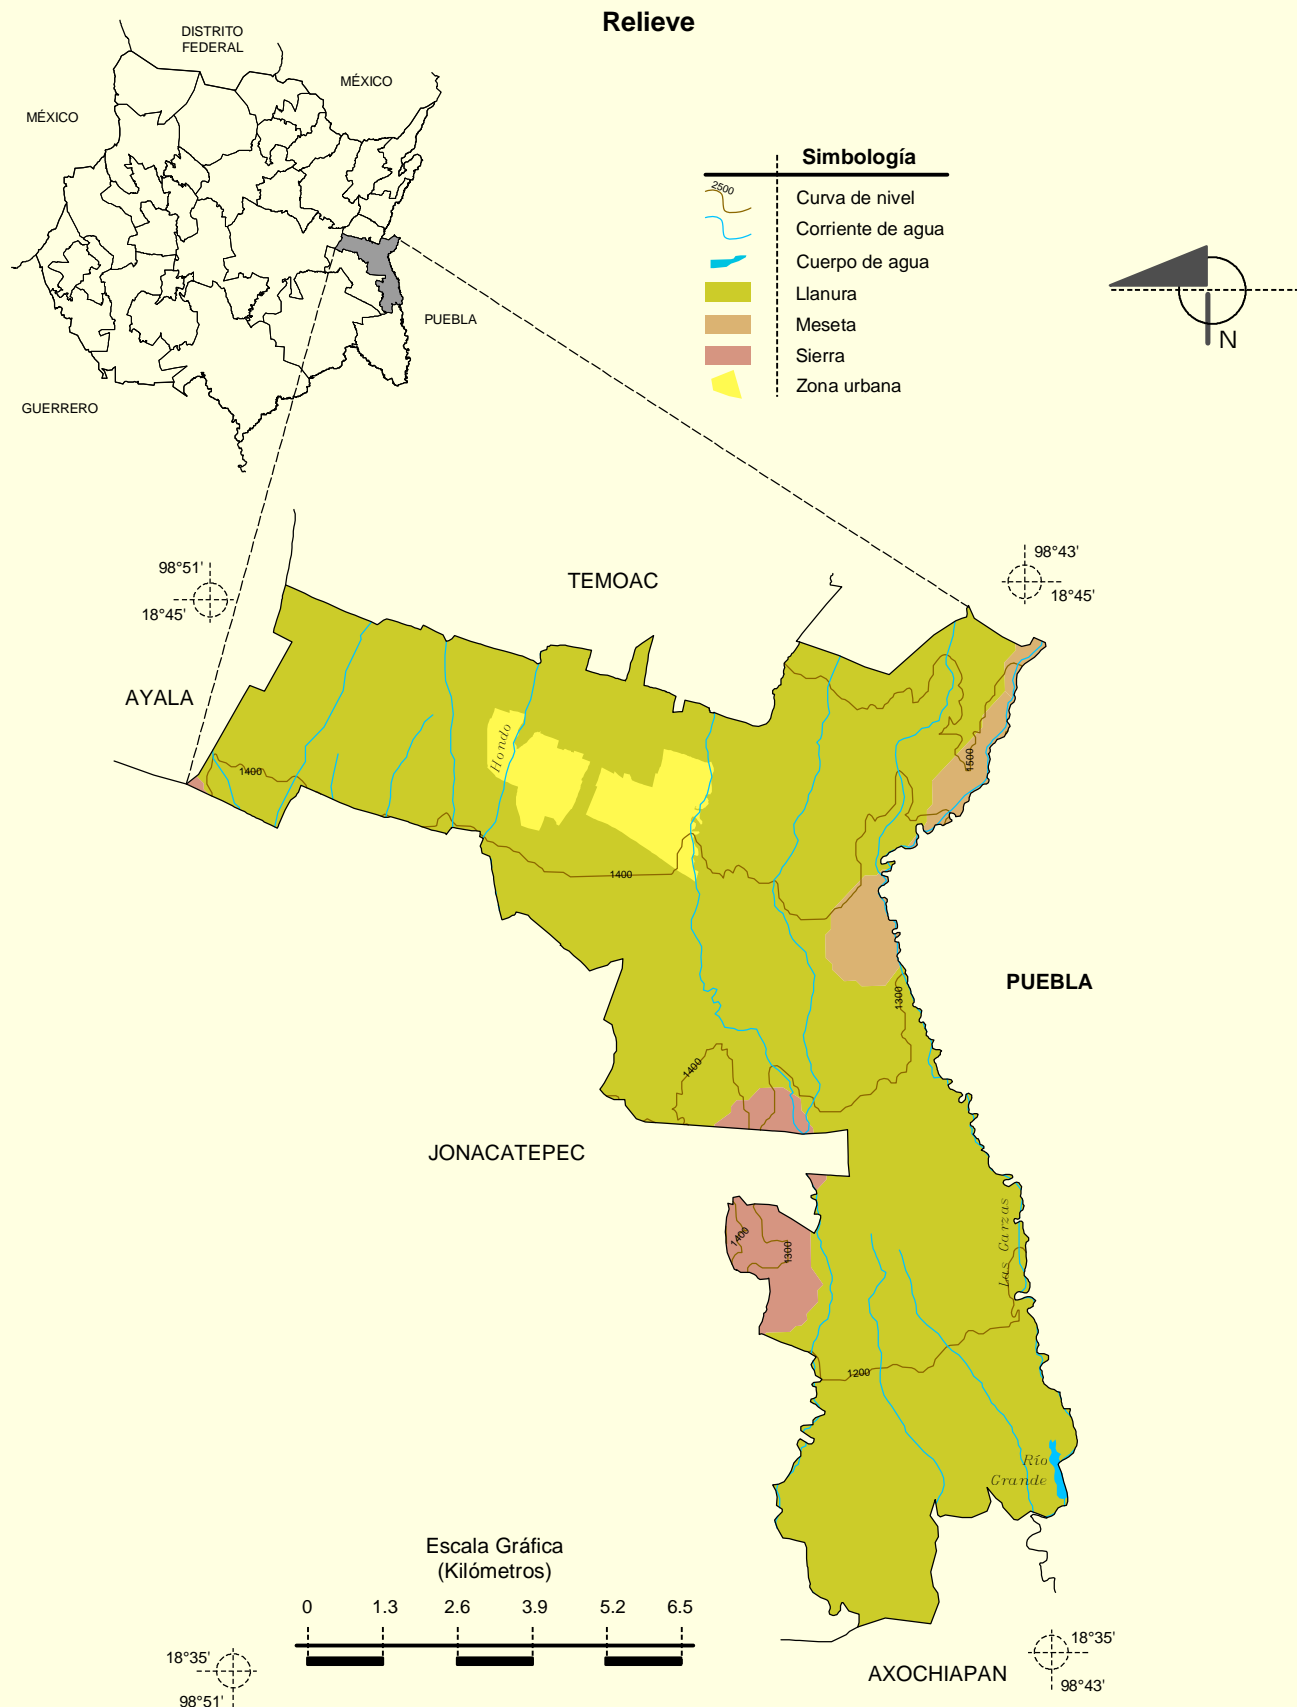 Relieve
DISTRITO
FEDERAL
MÉXICO
MÉXICO
PUEBLA
GUERRERO
Simbología
2500
Curva de nivel
Corriente de agua
Cuerpo de agua
Llanura
Meseta
Sierra
Zona urbana
N
98°51'
18°45'
TEMOAC
98°43'
18°45'
AYALA
Hondo
1400
1500
1400
PUEBLA
1300
1400
JONACATEPEC
Las Garzas
1400
1300
1200
Río
Grande
Escala Gráfica
(Kilómetros)
0 1.3 2.6 3.9 5.2 6.5
18°35'
98°51'
AXOCHIAPAN
18°35'
98°43'